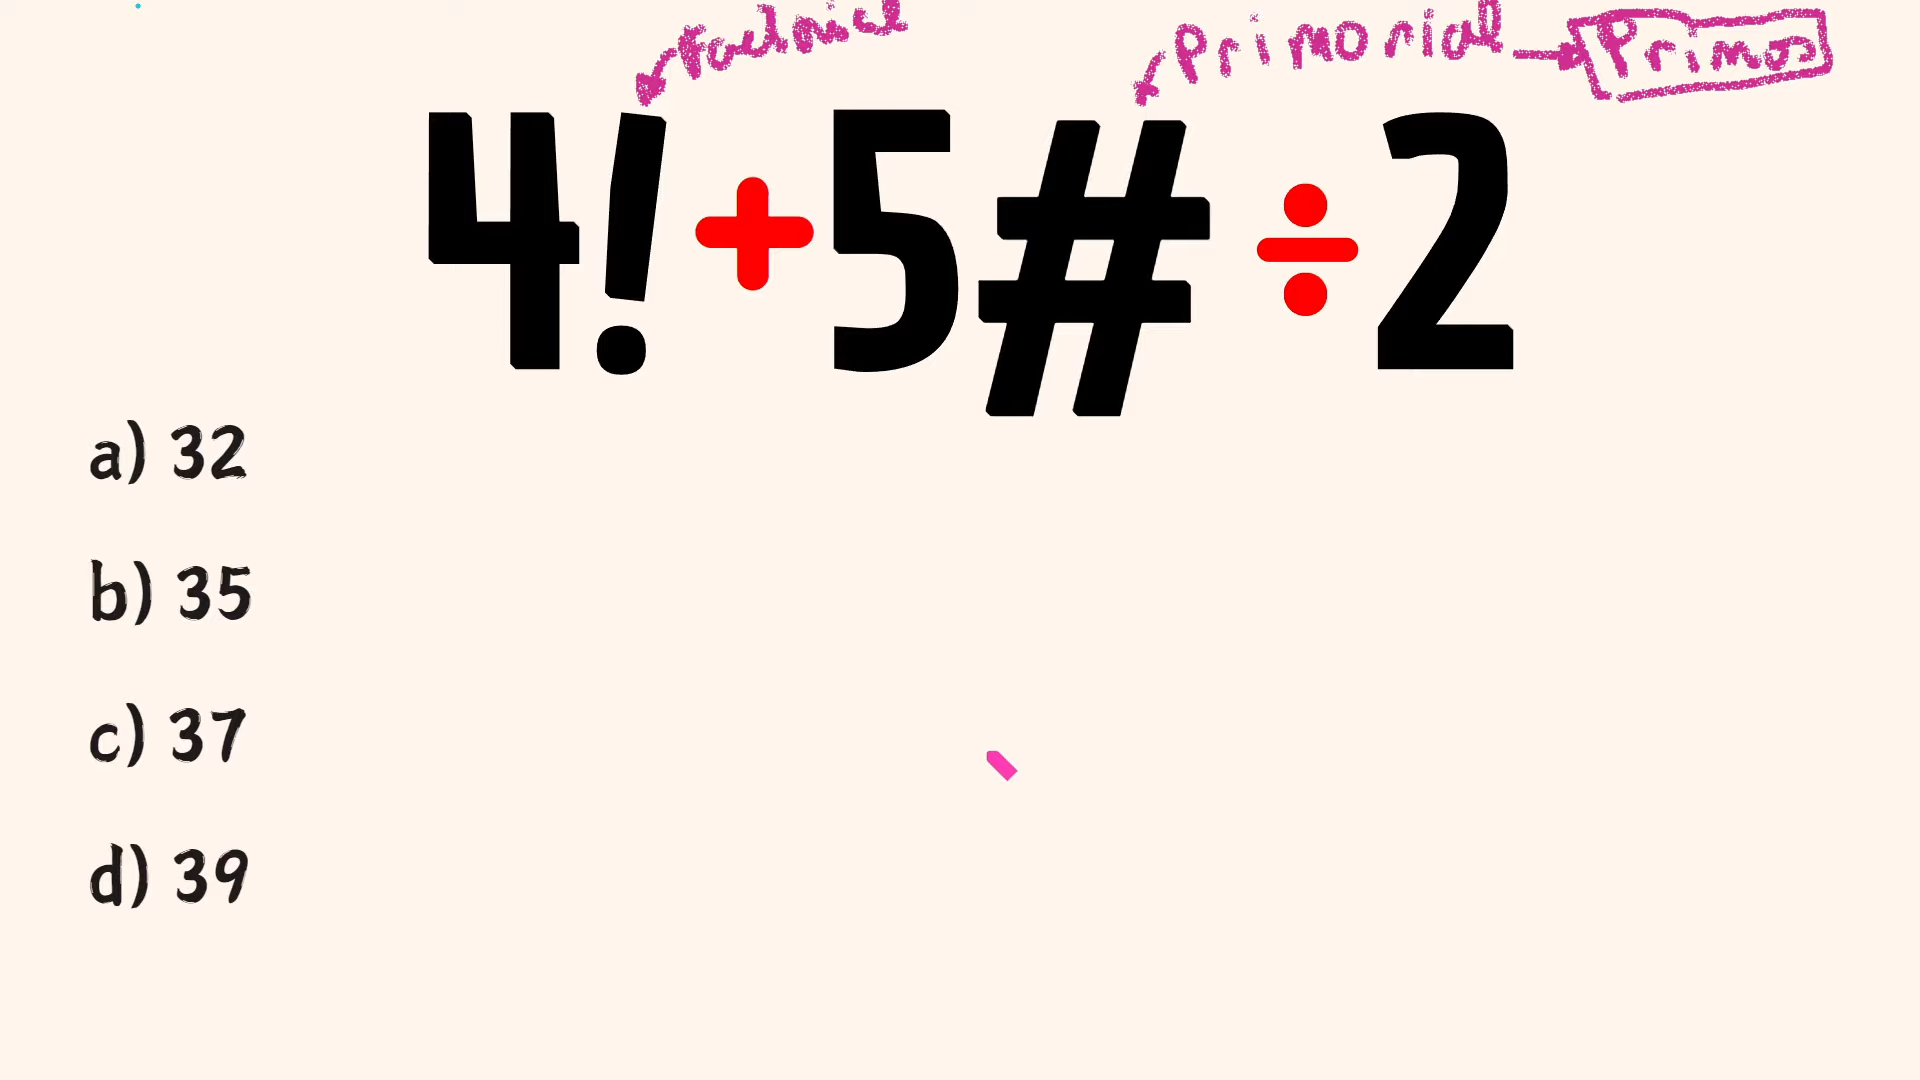 Factorial
Primorial → Primos
4!+5#÷2
a) 32
b) 35
c) 37
d) 39